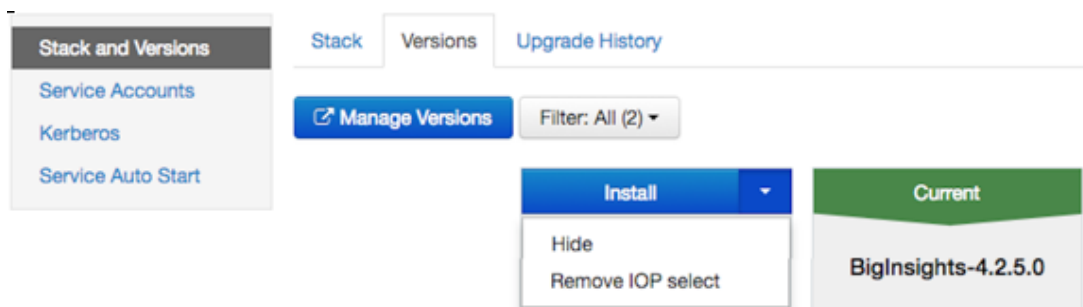 Stack and Versions
Service Accounts
Kerberos
Service Auto Start
Stack Versions Upgrade History
Manage Versions Filter: All (2)
Install Current
Hide
Remove IOP select
BigInsights-4.2.5.0